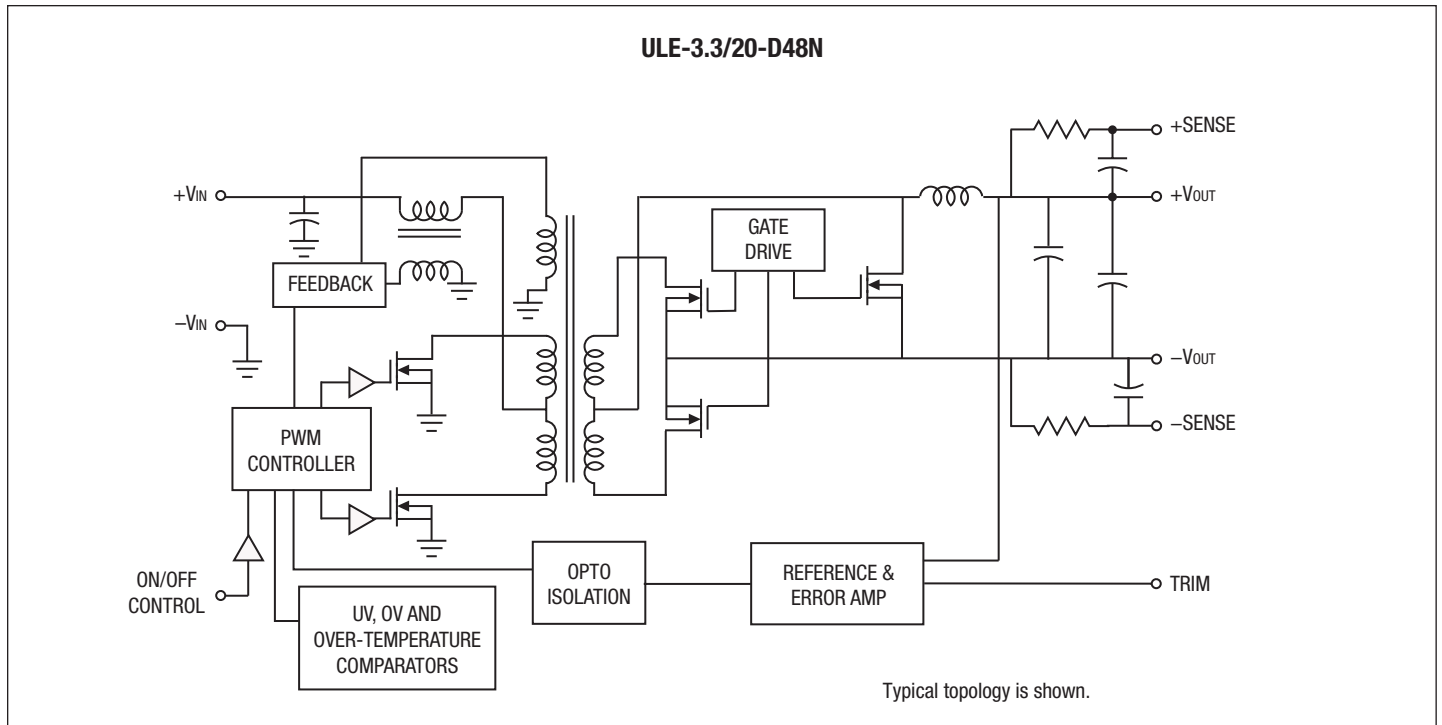 ULE-3.3/20-D48N
+SENSE
+VIN
+VOUT
GATE
DRIVE
FEEDBACK
−VIN
−VOUT
−SENSE
PWM
CONTROLLER
ON/OFF
CONTROL
OPTO
ISOLATION
REFERENCE &
ERROR AMP
TRIM
UV, OV AND
OVER-TEMPERATURE
COMPARATORS
Typical topology is shown.